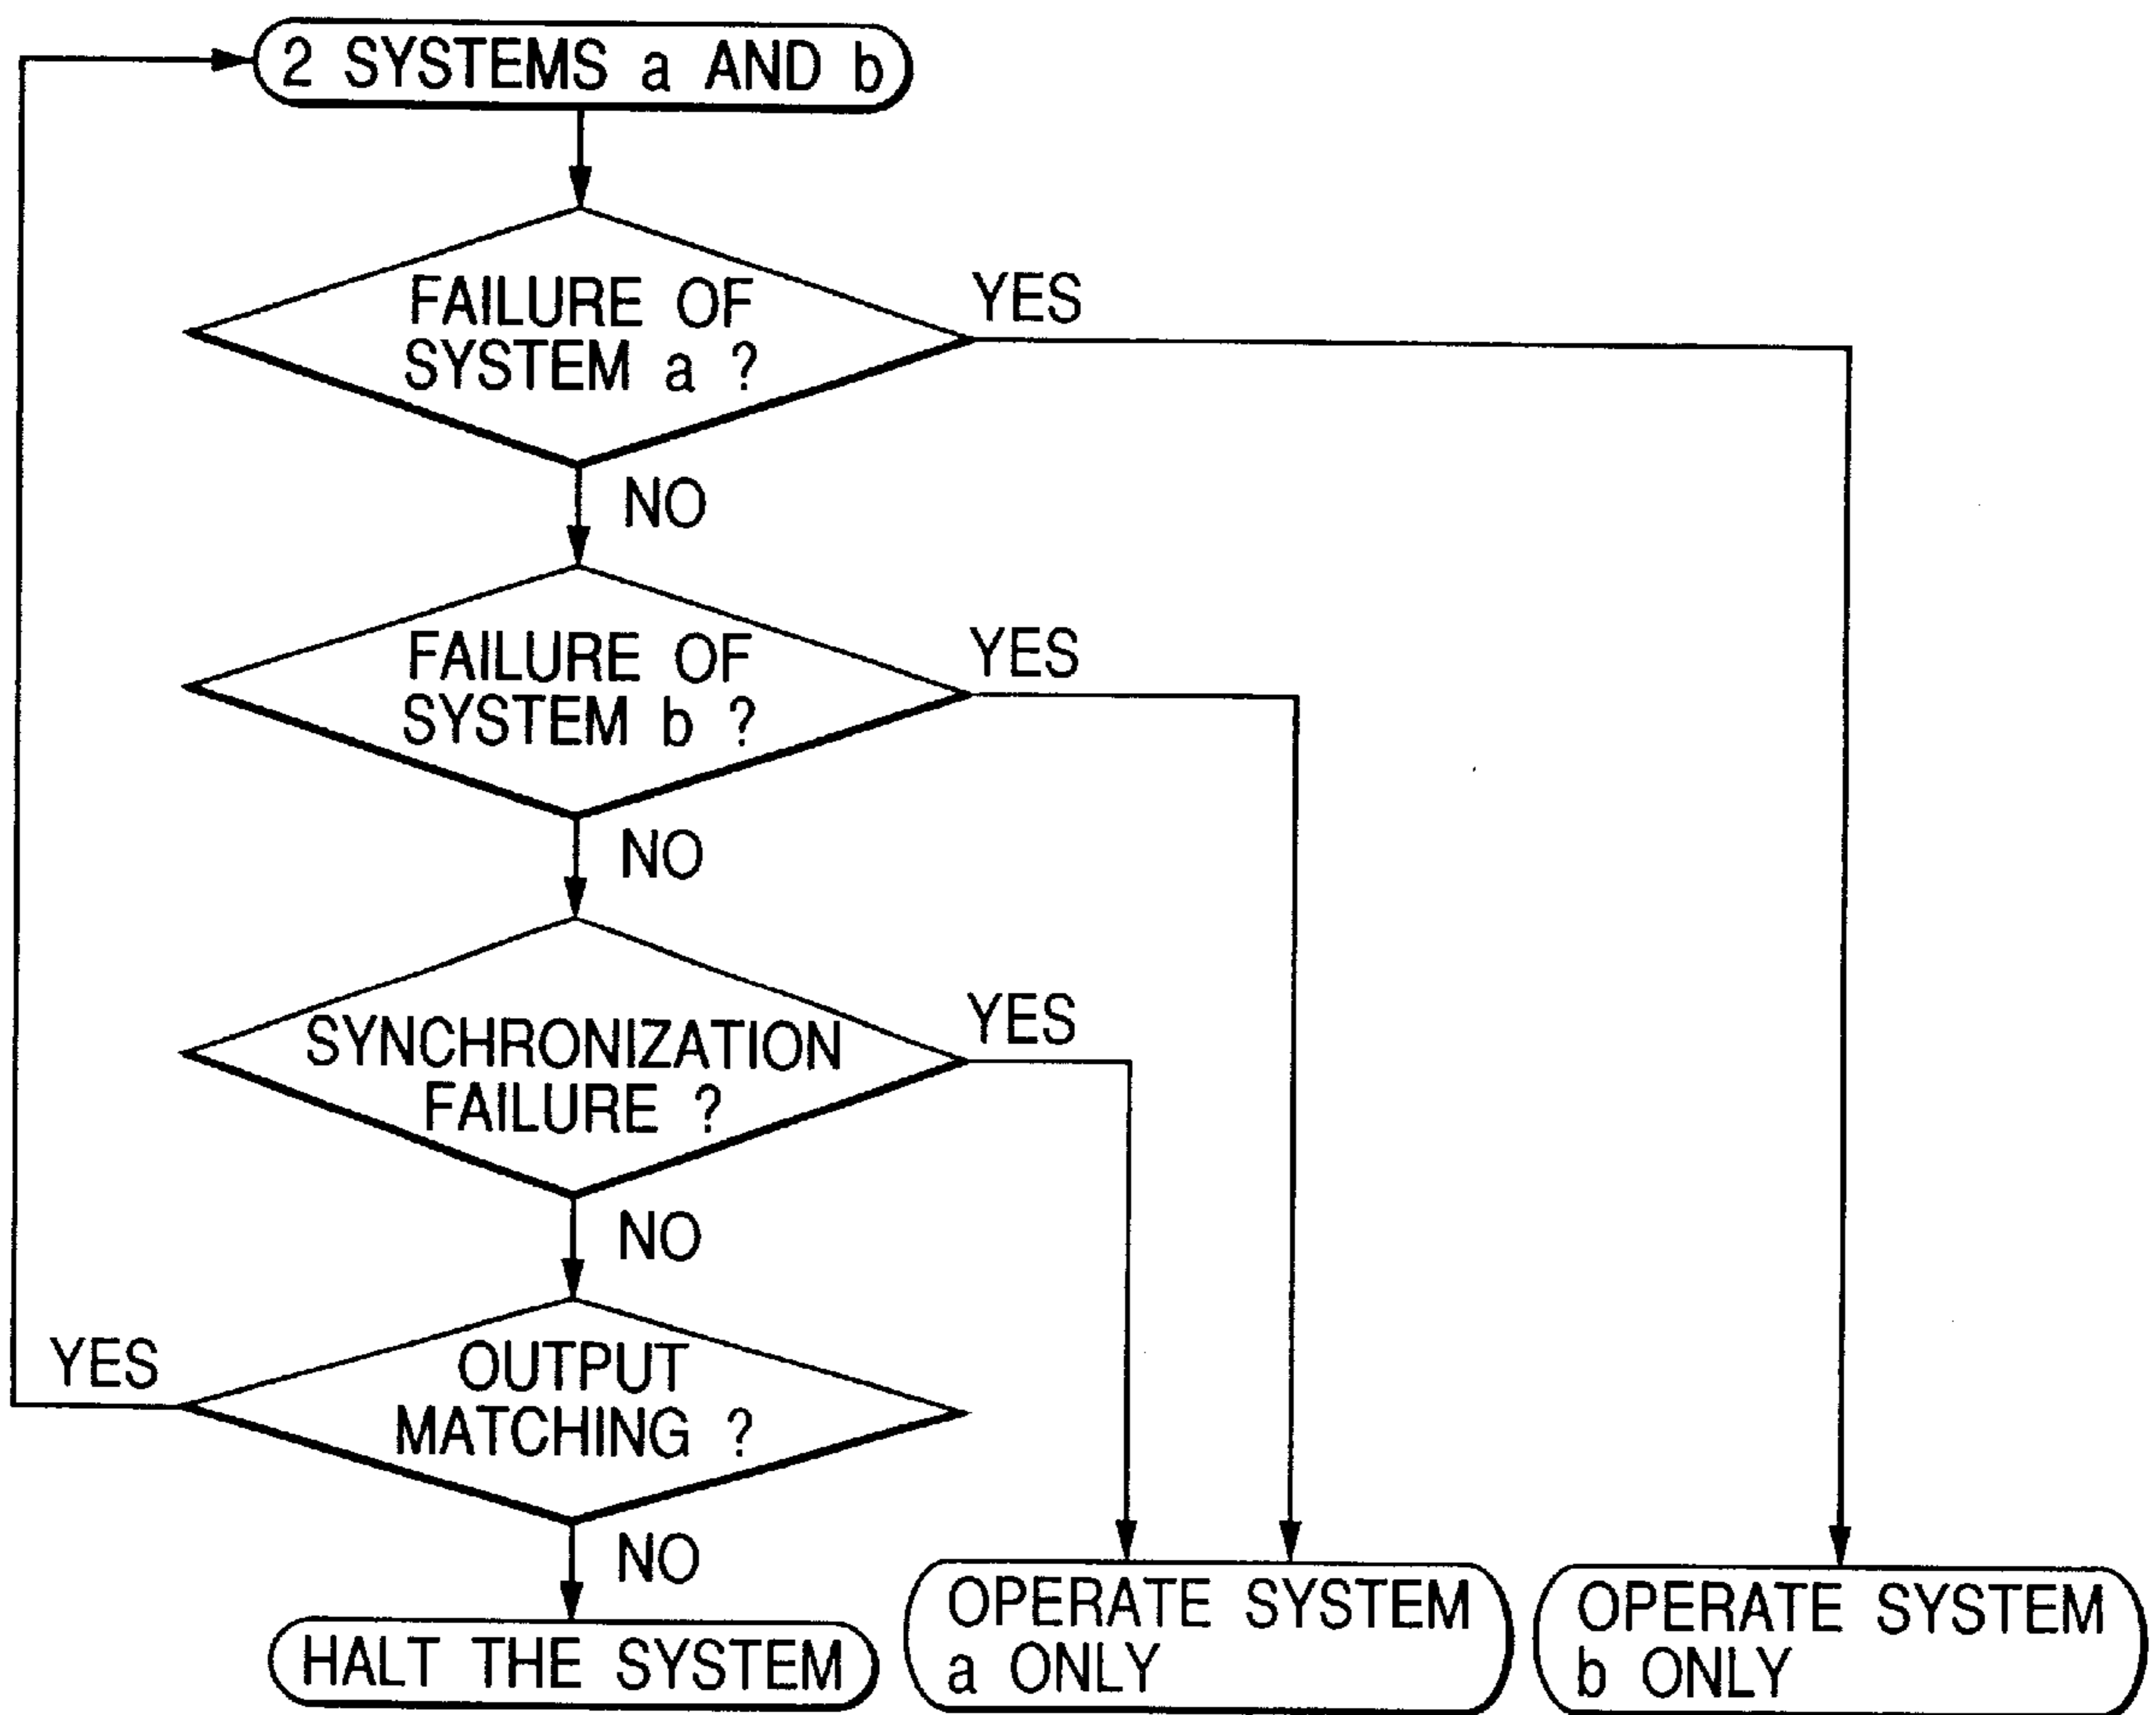 2 SYSTEMS a AND b
FAILURE OF
SYSTEM a ?
YES
NO
FAILURE OF
SYSTEM b ?
YES
NO
SYNCHRONIZATION
FAILURE ?
YES
NO
OUTPUT
MATCHING ?
YES
NO
HALT THE SYSTEM
OPERATE SYSTEM
a ONLY
OPERATE SYSTEM
b ONLY